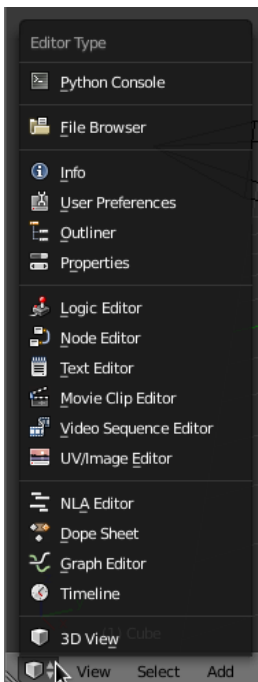 Editor Type
Python Console
File Browser
Info
User Preferences
Outliner
Properties
Logic Editor
Node Editor
Text Editor
Movie Clip Editor
Video Sequence Editor
UV/Image Editor
NLA Editor
Dope Sheet
Graph Editor
Timeline
3D View (1) Cube
View Select Add